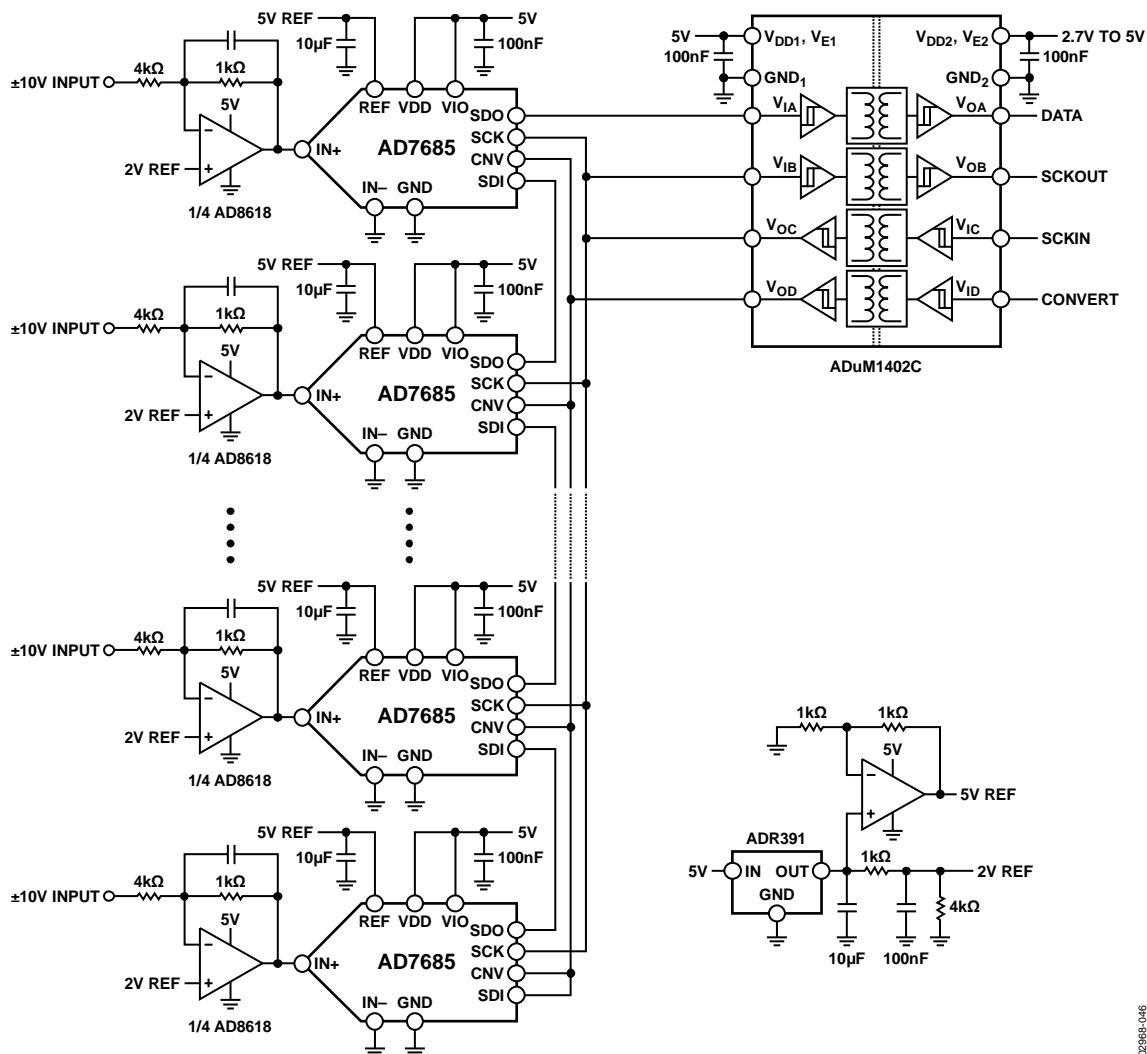 5V REF
5V
10µF
100nF
4kΩ
1kΩ
±10V INPUT
5V
REF VDD VIO
SDO
SCK
CNV
SDI
IN+
AD7685
2V REF
IN– GND
1/4 AD8618
5V REF
5V
10µF
100nF
4kΩ
1kΩ
±10V INPUT
5V
REF VDD VIO
SDO
SCK
CNV
SDI
IN+
AD7685
2V REF
IN– GND
1/4 AD8618
5V REF
5V
10µF
100nF
4kΩ
1kΩ
±10V INPUT
5V
REF VDD VIO
SDO
SCK
CNV
SDI
IN+
AD7685
2V REF
IN– GND
1/4 AD8618
5V REF
5V
10µF
100nF
4kΩ
1kΩ
±10V INPUT
5V
REF VDD VIO
SDO
SCK
CNV
SDI
IN+
AD7685
2V REF
IN– GND
1/4 AD8618
5V
100nF
VDD1, VE1
VDD2, VE2
2.7V TO 5V
100nF
GND1
GND2
VIA
VOA
DATA
VIB
VOB
SCKOUT
VOC
VIC
SCKIN
VOD
VID
CONVERT
ADuM1402C
1kΩ
1kΩ
5V
5V REF
ADR391
5V
IN OUT
GND
1kΩ
2V REF
4kΩ
10µF
100nF
02968-046